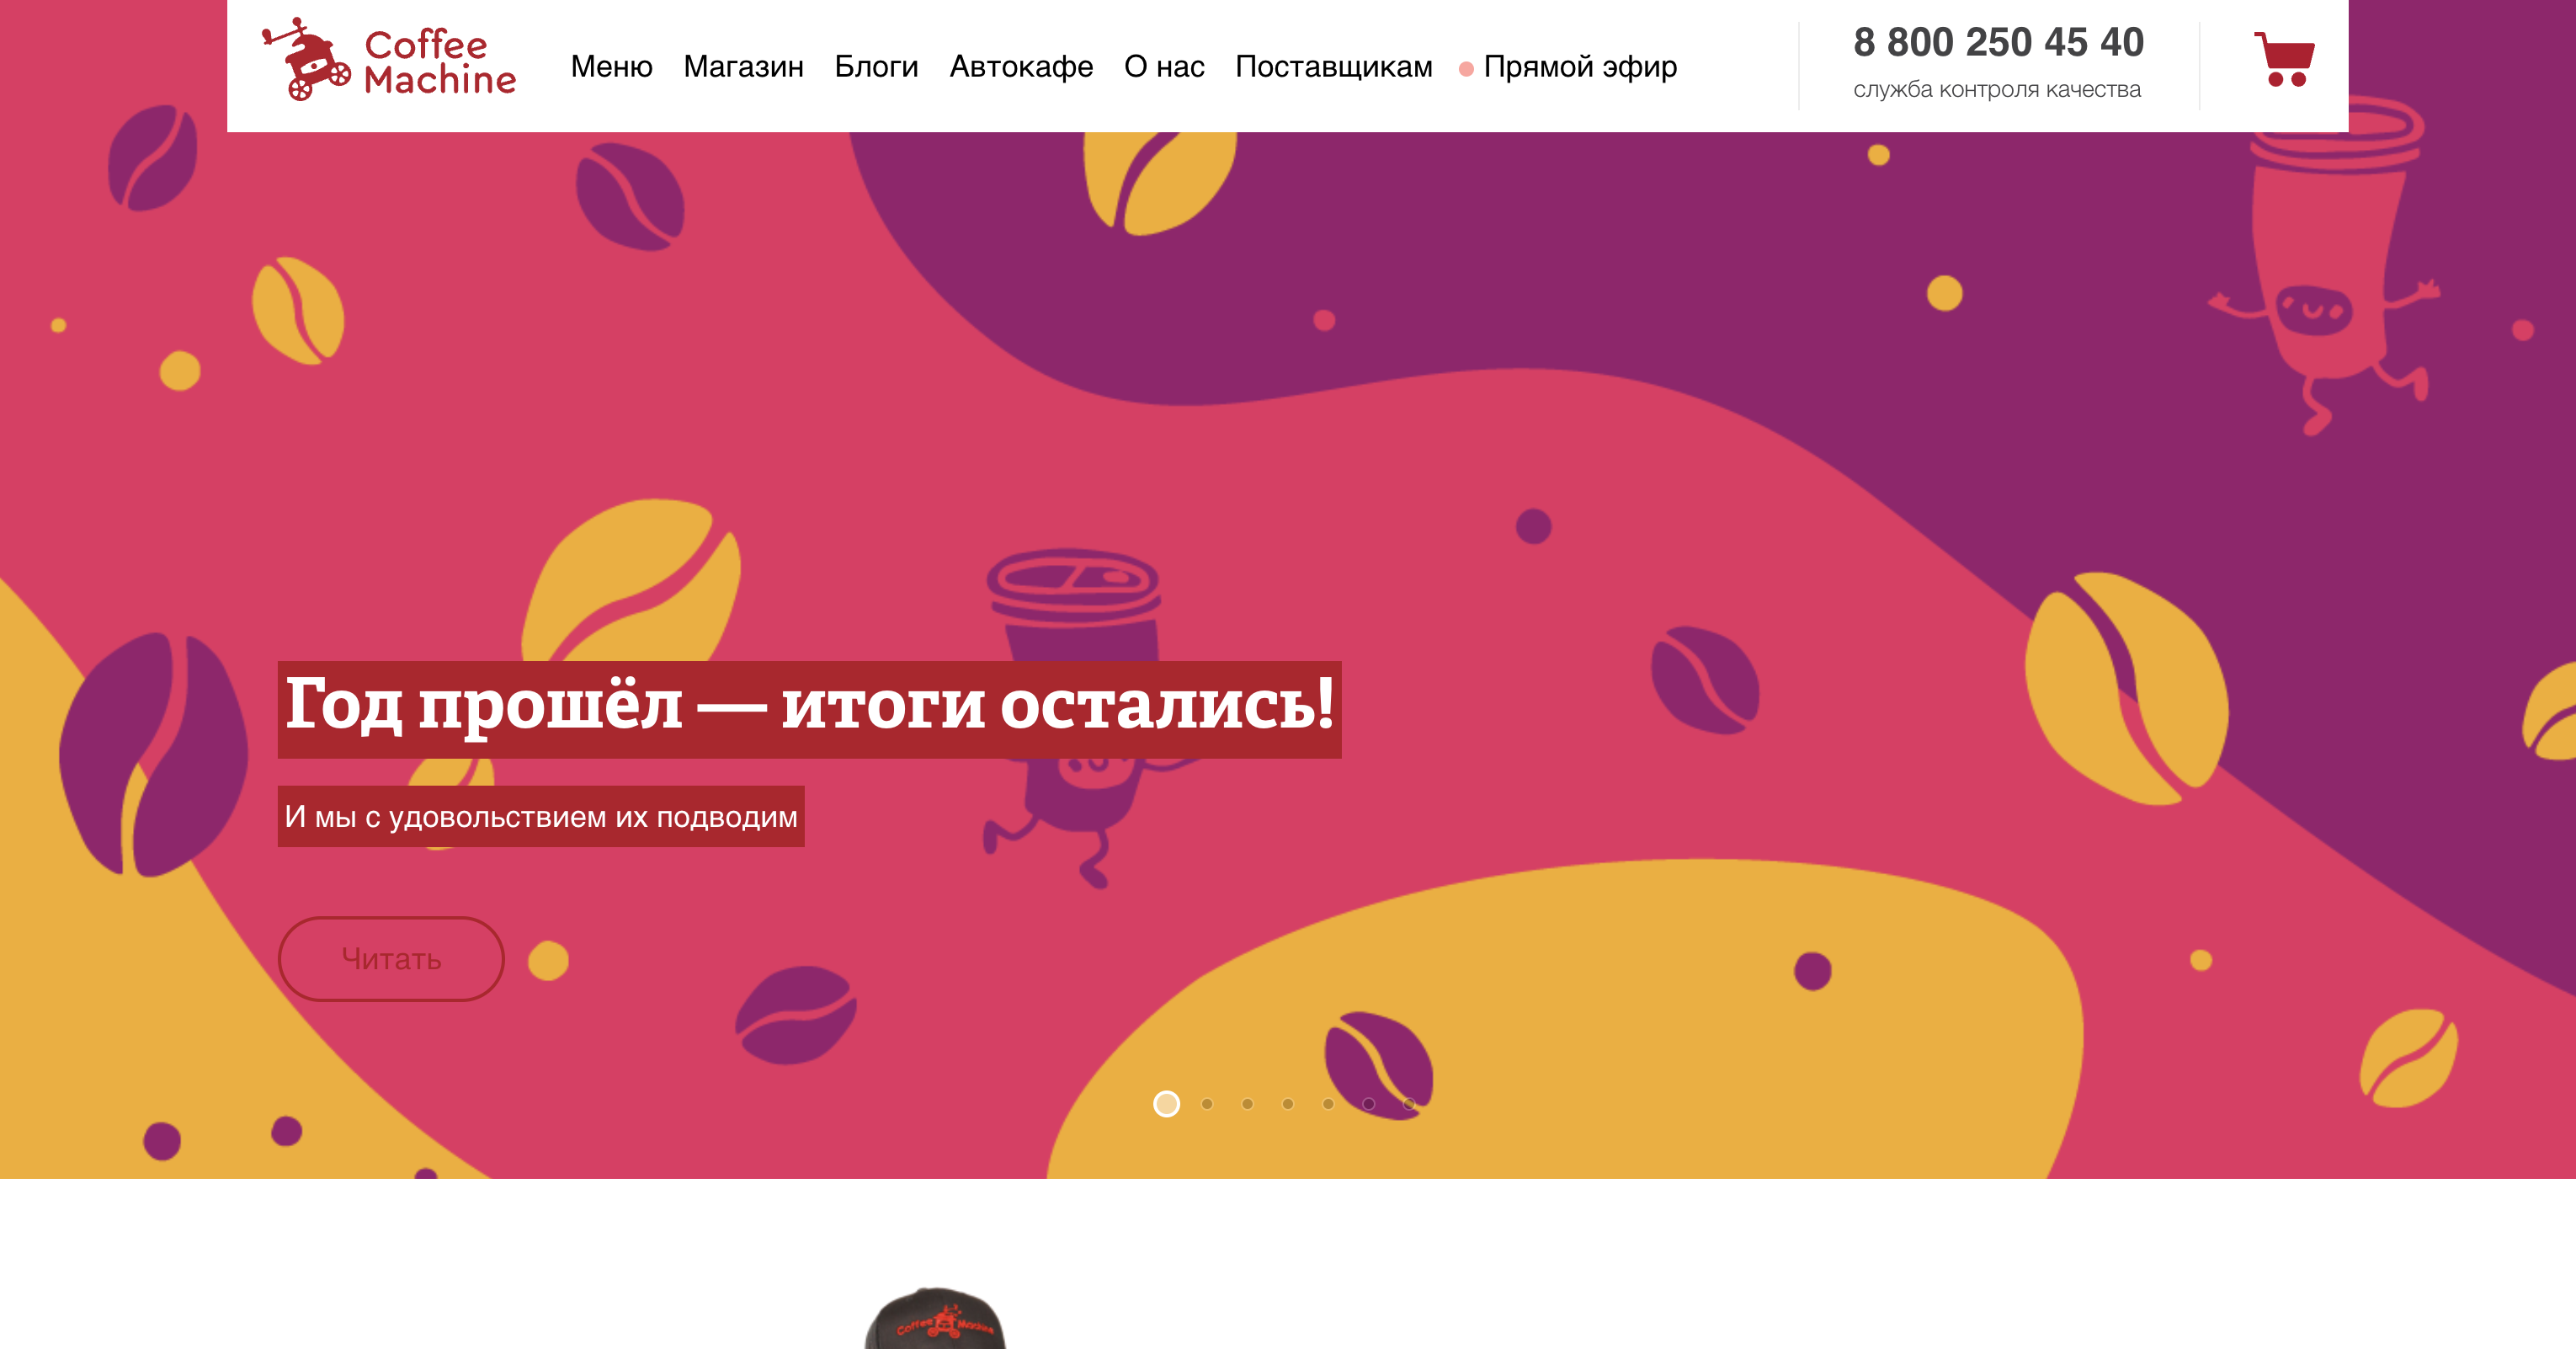 Coffee
Machine
Меню Магазин Блоги Автокафе О нас Поставщикам Прямой эфир
8 800 250 45 40
служба контроля качества
Год прошёл — итоги остались!
И мы с удовольствием их подводим
Читать
Coffee Machine